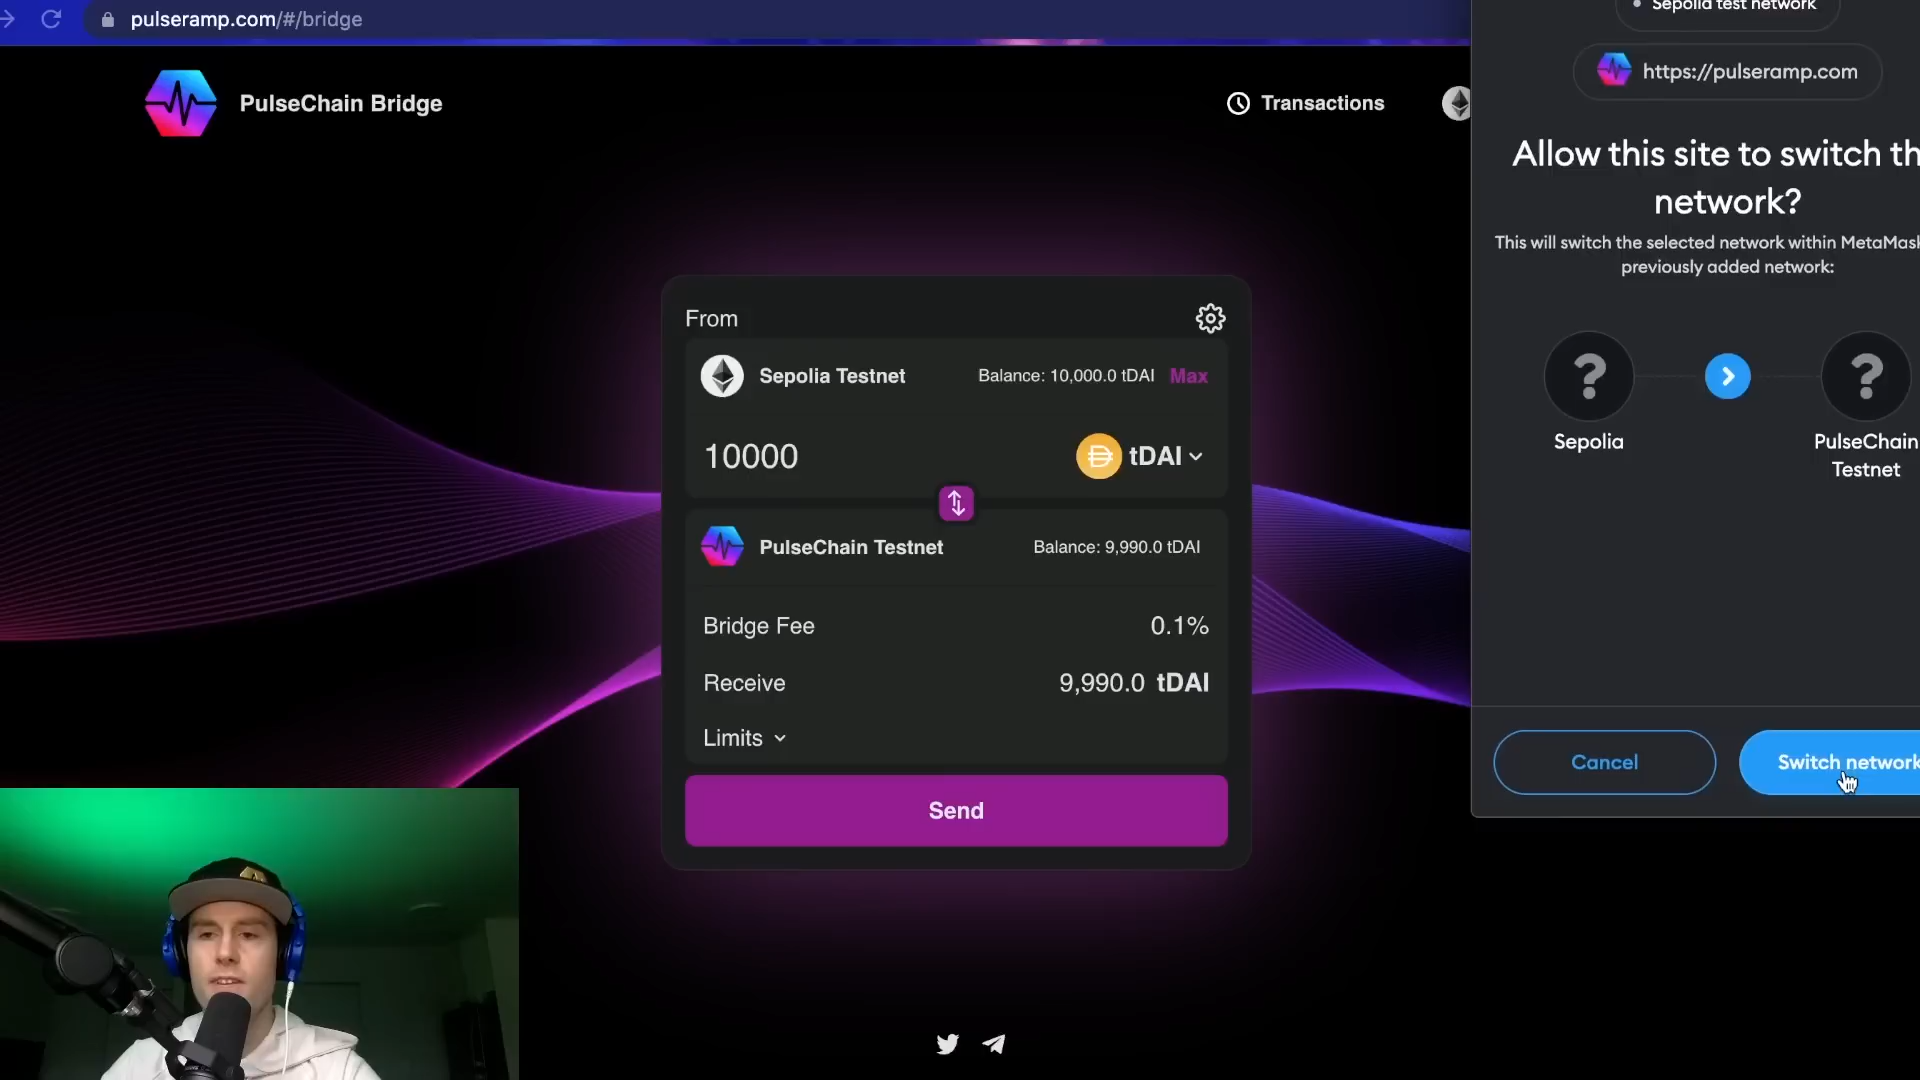 pulseramp.com/#/bridge
PulseChain Bridge
Transactions
From
Sepolia Testnet
Balance: 10,000.0 tDAI Max
10000
tDAI
PulseChain Testnet
Balance: 9,990.0 tDAI
Bridge Fee 0.1%
Receive 9,990.0 tDAI
Limits
Send
Sepolia test network
https://pulseramp.com
Allow this site to switch th
network?
This will switch the selected network within MetaMask
previously added network:
Sepolia
PulseChain
Testnet
Cancel
Switch network